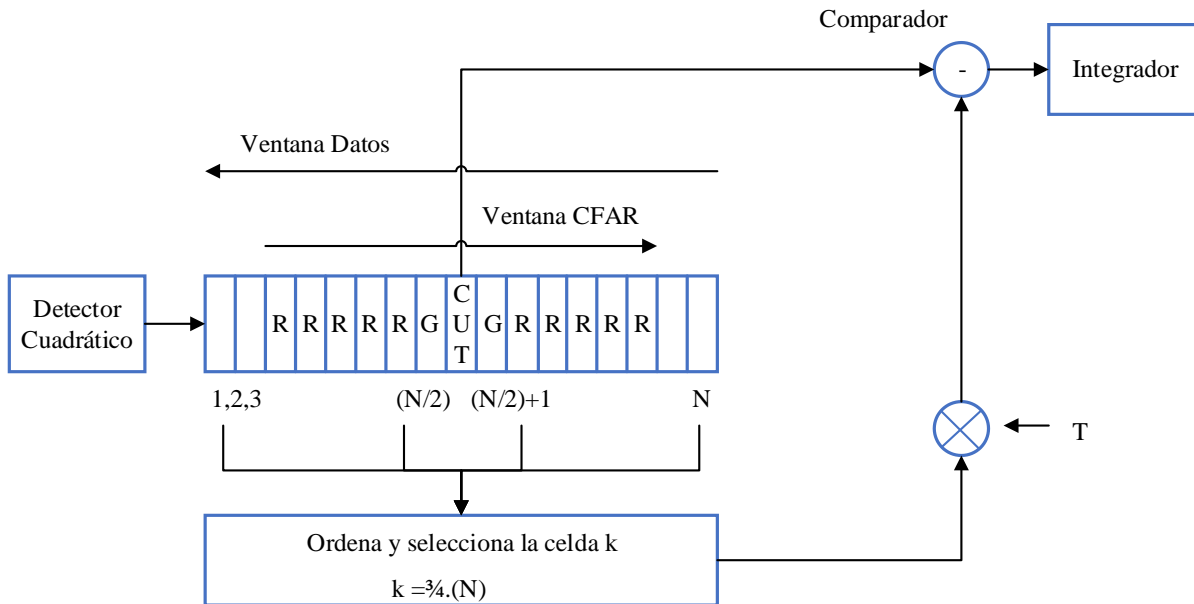 Comparador
-
Integrador
Ventana Datos
Ventana CFAR
Detector
Cuadrático
R R R R R G CUT G R R R R R
1,2,3 (N/2) (N/2)+1 N
T
Ordena y selecciona la celda k
k =¾.(N)